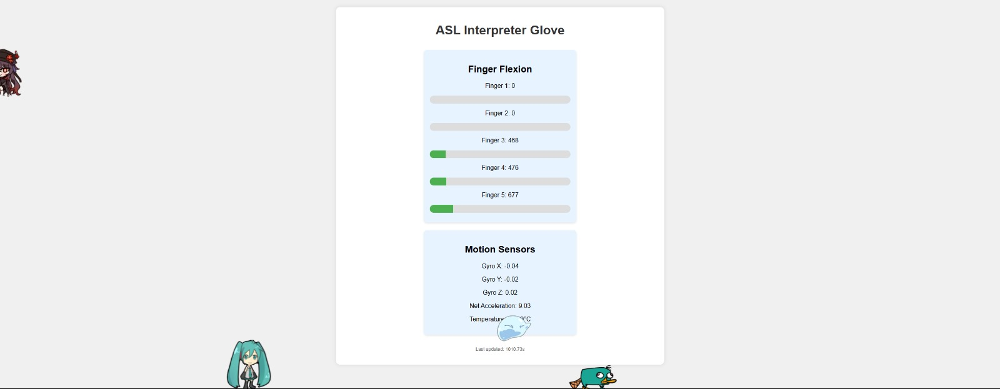 ASL Interpreter Glove
Finger Flexion
Finger 1: 0
Finger 2: 0
Finger 3: 468
Finger 4: 476
Finger 5: 677
Motion Sensors
Gyro X: -0.04
Gyro Y: -0.02
Gyro Z: 0.02
Net Acceleration: 9.03
Temperature 9°C
Last updated: 1010.73s